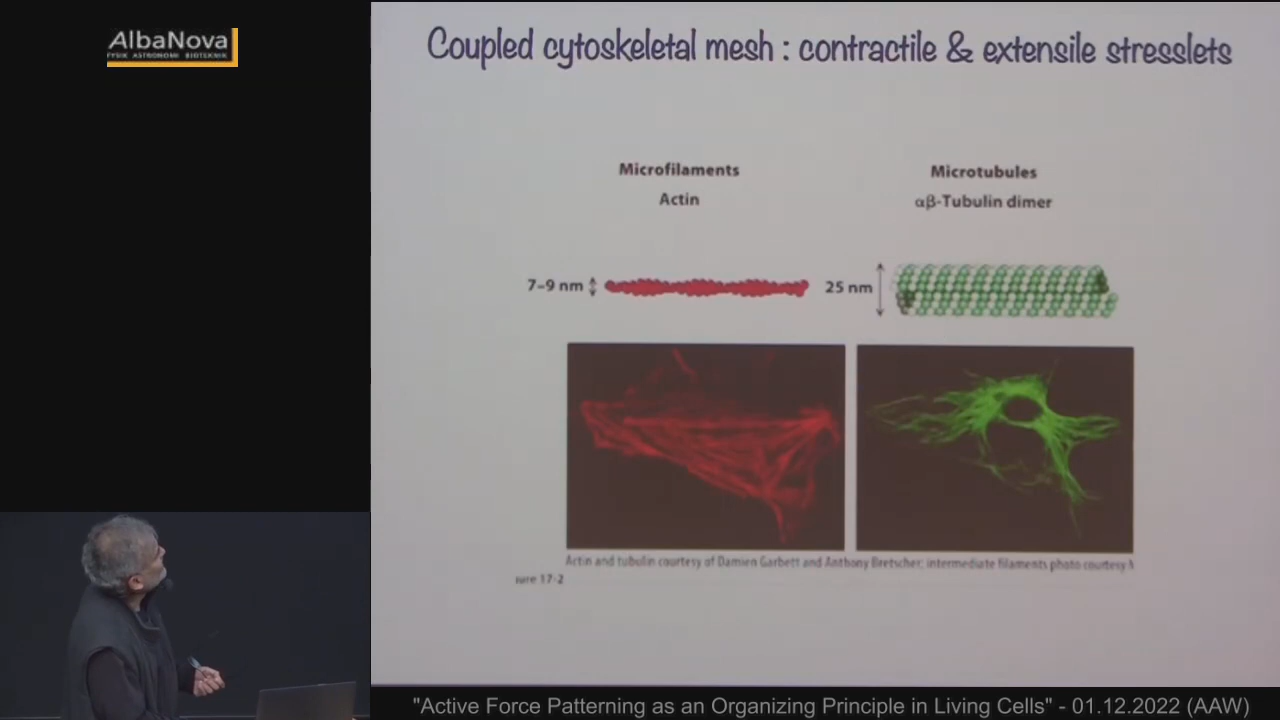 AlbaNova
FYSIK ASTRONOMI BIOTEKNIK
Coupled cytoskeletal mesh : contractile & extensile stresslets
Microfilaments
Actin
Microtubules
αβ-Tubulin dimer
7–9 nm
25 nm
Actin and tubulin courtesy of Damien Garbett and Anthony Bretscher; intermediate filaments photo courtesy
ure 17-2
"Active Force Patterning as an Organizing Principle in Living Cells" - 01.12.2022 (AAW)